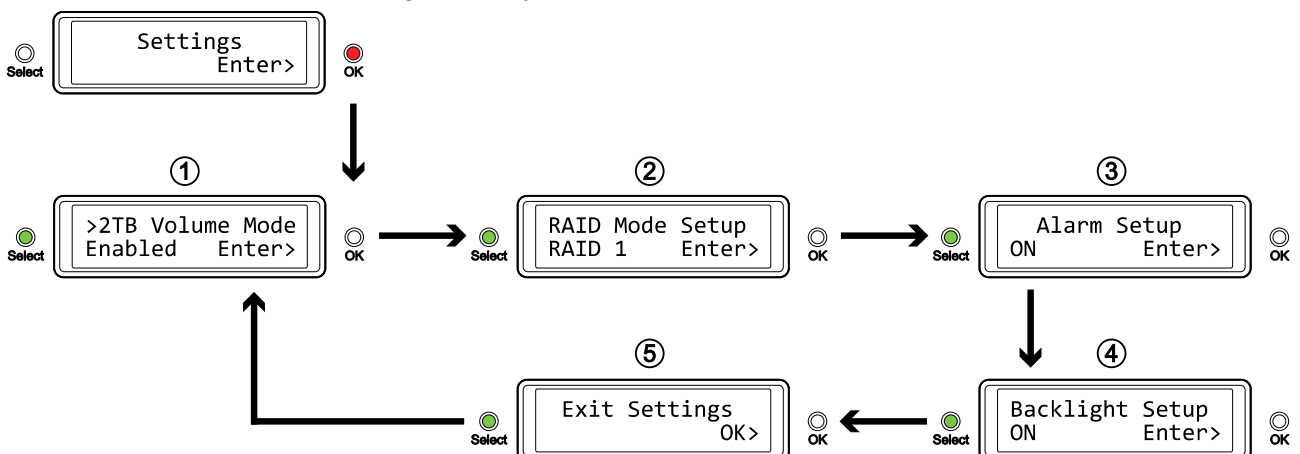 Settings
Enter>
Select
OK
①
>2TB Volume Mode
Enabled Enter>
Select
OK
②
RAID Mode Setup
RAID 1 Enter>
Select
OK
③
Alarm Setup
ON Enter>
Select
OK
④
Backlight Setup
ON Enter>
Select
OK
⑤
Exit Settings
OK>
Select
OK